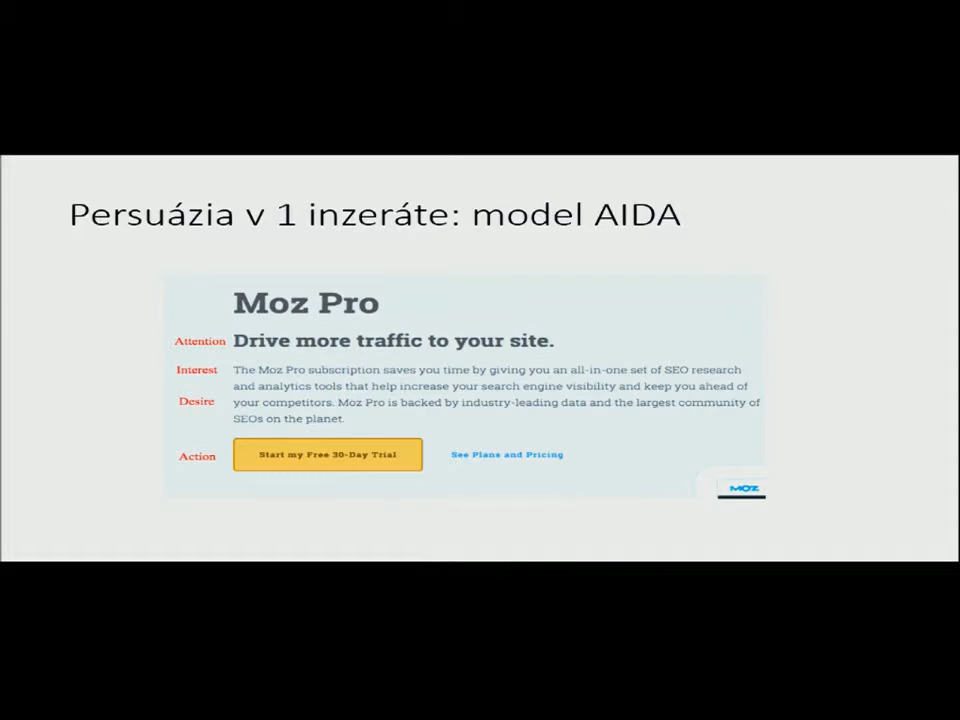 Persuázia v 1 inzeráte: model AIDA
Moz Pro
Attention Drive more traffic to your site.
Interest The Moz Pro subscription saves you time by giving you an all-in-one set of SEO research
and analytics tools that help increase your search engine visibility and keep you ahead of
Desire your competitors. Moz Pro is backed by industry-leading data and the largest community of
SEOs on the planet.
Action Start my Free 30-Day Trial See Plans and Pricing
MOZ